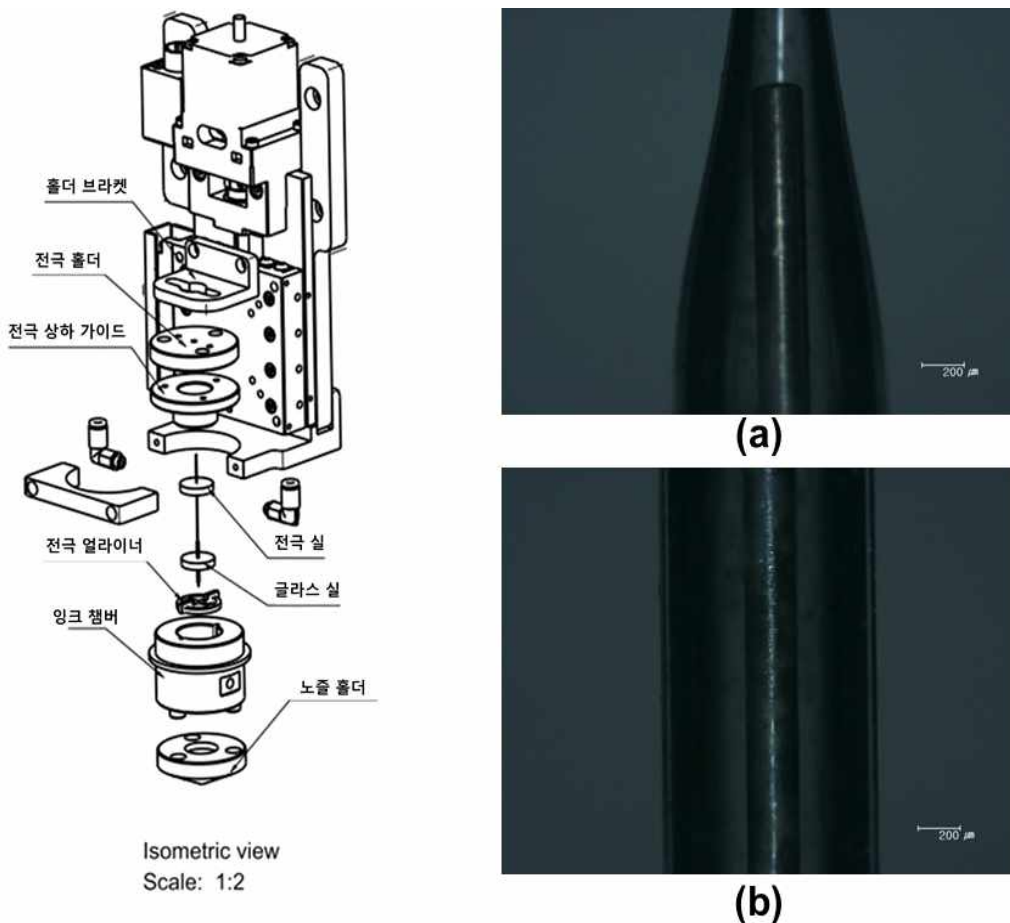 홀더 브라켓
전극 홀더
전극 상하 가이드
전극 실
전극 얼라이너
글라스 실
잉크 챔버
노즐 홀더
Isometric view
Scale: 1:2
200 ㎛
(a)
200 ㎛
(b)